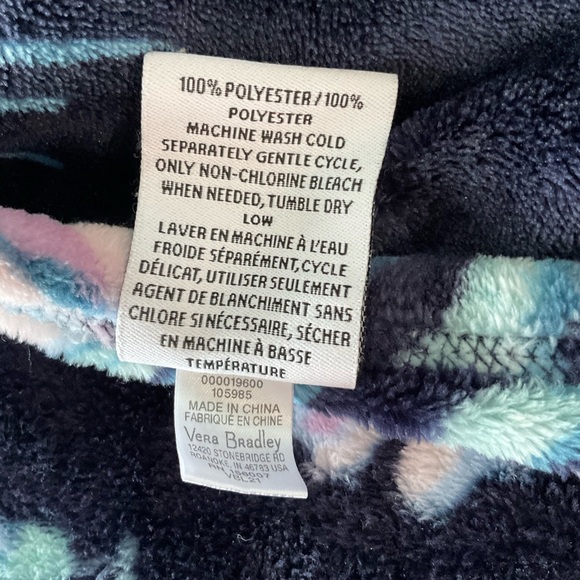 100% POLYESTER/100%
POLYESTER
MACHINE WASH COLD
SEPARATELY GENTLE CYCLE,
ONLY NON-CHLORINE BLEACH
WHEN NEEDED, TUMBLE DRY
LOW
LAVER EN MACHINE À L'EAU
FROIDE SÉPARÉMENT, CYCLE
DÉLICAT, UTILISER SEULEMENT
AGENT DE BLANCHIMENT SANS
CHLORE SI NÉCESSAIRE, SÉCHER
EN MACHINE À BASSE
TEMPÉRATURE
000019600
105985
MADE IN CHINA
FABRIQUÉ EN CHINE
Vera Bradley
12420 STONEBRIDGE RD
ROANOKE, IN 46783 USA
RN 156007
VBL21